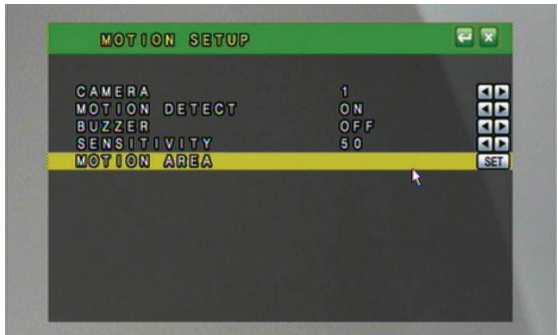 MOTION SETUP
CAMERA 1
MOTION DETECT ON
BUZZER OFF
SENSITIVITY 50
MOTION AREA SET